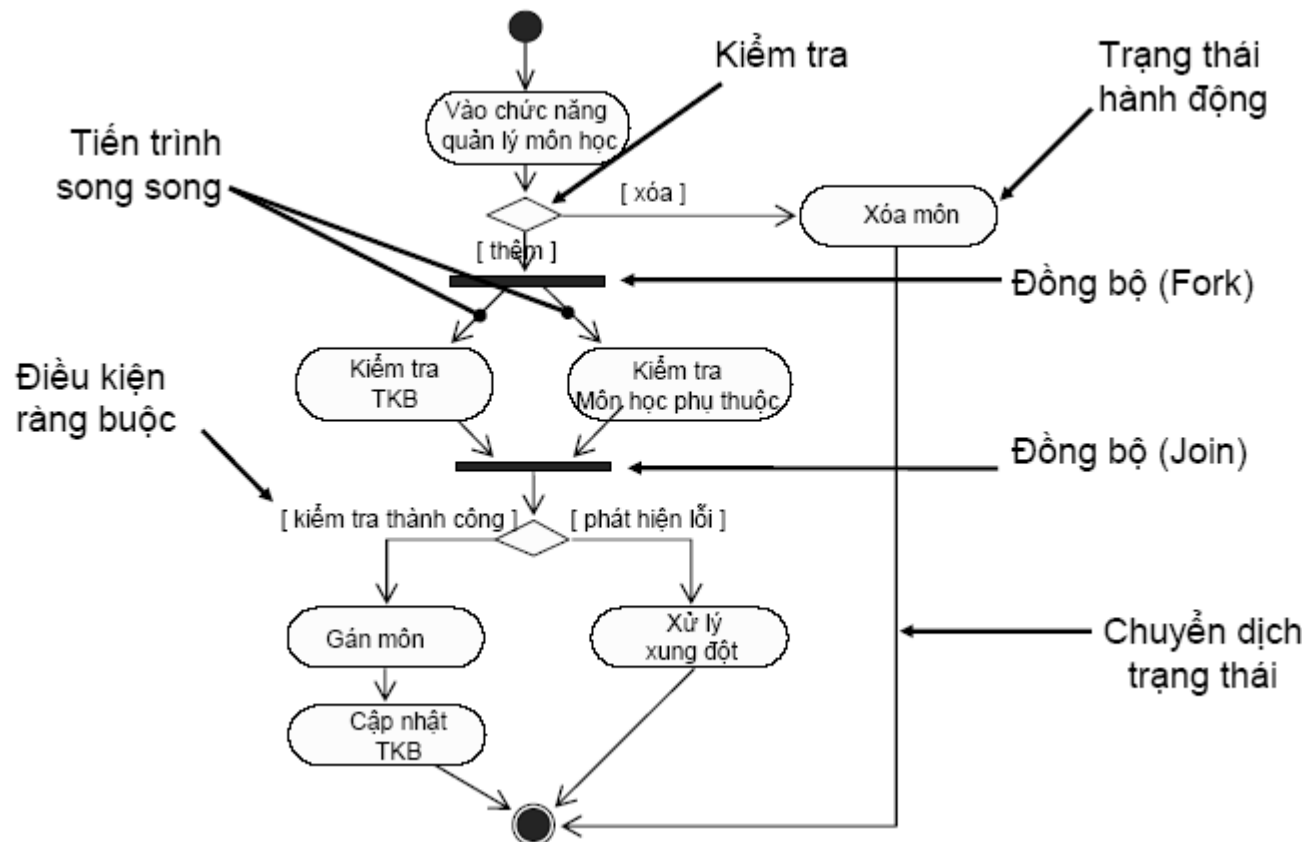 Kiểm tra
Trạng thái
hành động
Vào chức năng
quản lý môn học
Tiến trình
song song
[ xóa ]
Xóa môn
[ thêm ]
Đồng bộ (Fork)
Kiểm tra
TKB
Kiểm tra
Môn học phụ thuộc
Điều kiện
ràng buộc
Đồng bộ (Join)
[ kiểm tra thành công ]
[ phát hiện lỗi ]
Gán môn
Xử lý
xung đột
Chuyển dịch
trạng thái
Cập nhật
TKB